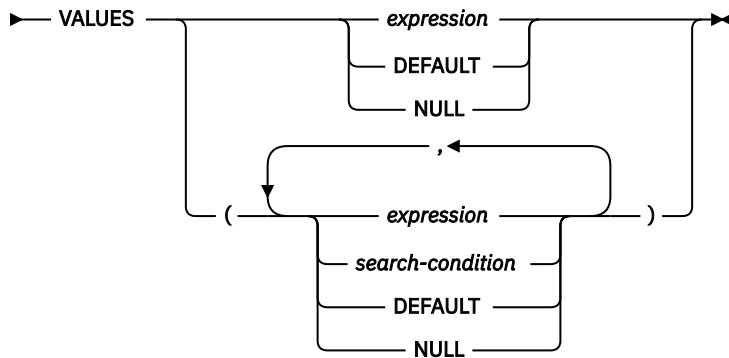 VALUES expression
DEFAULT
NULL
,
( expression )
search-condition
DEFAULT
NULL